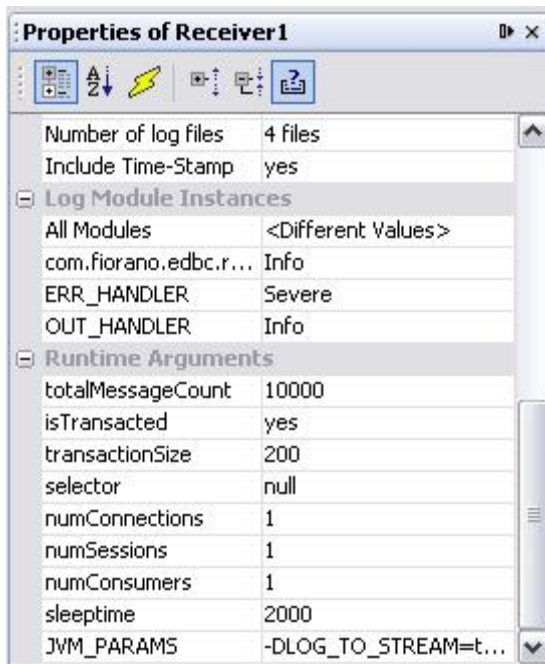 Properties of Receiver1
Number of log files 4 files
Include Time-Stamp yes
Log Module Instances
All Modules <Different Values>
com.fiorano.edbc.r... Info
ERR_HANDLER Severe
OUT_HANDLER Info
Runtime Arguments
totalMessageCount 10000
isTransacted yes
transactionSize 200
selector null
numConnections 1
numSessions 1
numConsumers 1
sleeptime 2000
JVM_PARAMS -DLOG_TO_STREAM=t...